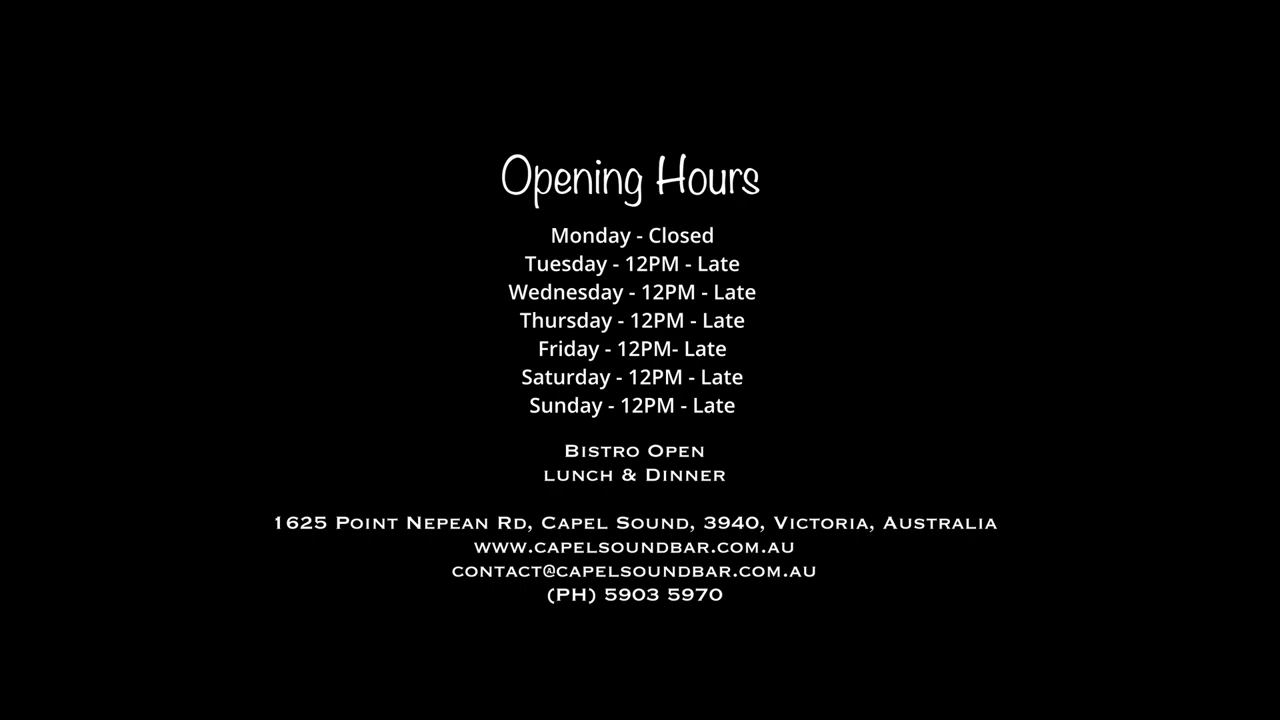 Opening Hours
Monday - Closed
Tuesday - 12PM - Late
Wednesday - 12PM - Late
Thursday - 12PM - Late
Friday - 12PM- Late
Saturday - 12PM - Late
Sunday - 12PM - Late
Bistro Open
lunch & Dinner
1625 Point Nepean Rd, Capel Sound, 3940, Victoria, Australia
www.capelsoundbar.com.au
contact@capelsoundbar.com.au
(PH) 5903 5970